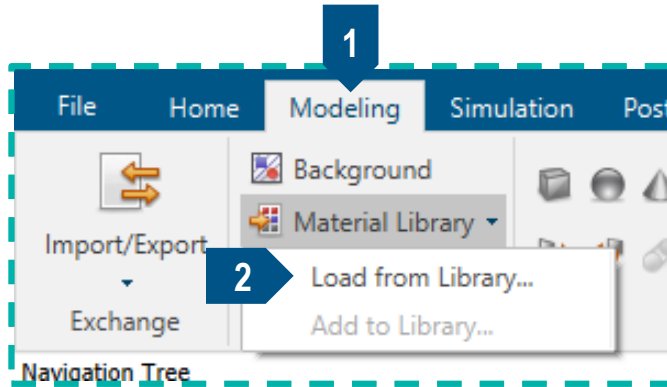 1
File Home Modeling Simulation Post
Background
Material Library
Import/Export
2 Load from Library...
Exchange Add to Library...
Navigation Tree